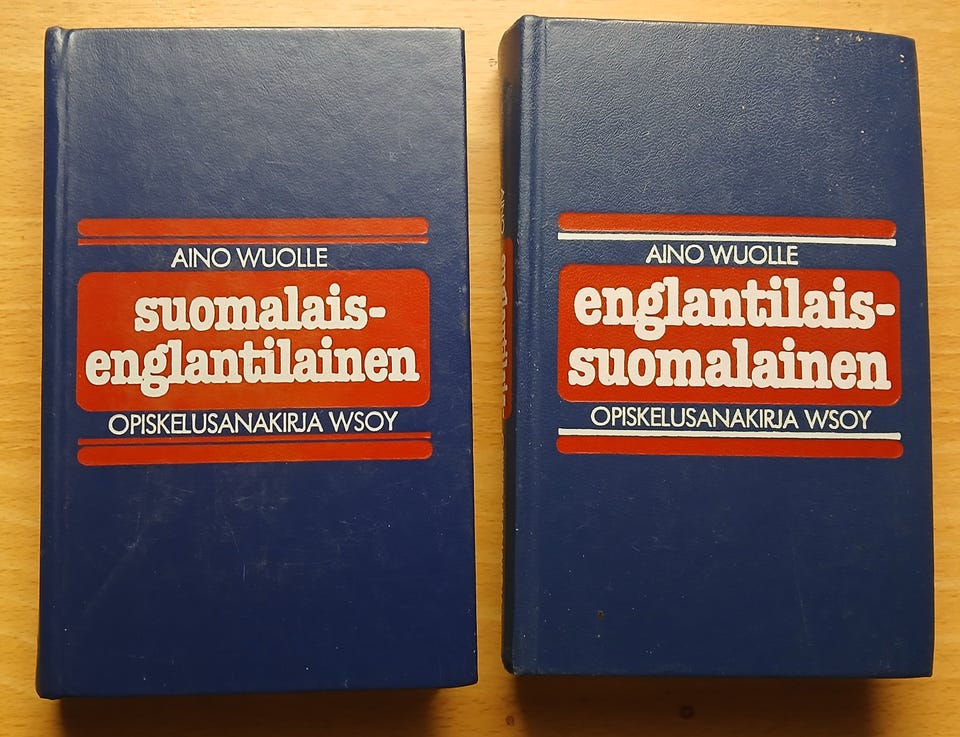 AINO WUOLLE
suomalais-
englantilainen
OPISKELUSANAKIRJA WSOY
AINO WUOLLE
englantilais-
suomalainen
OPISKELUSANAKIRJA WSOY